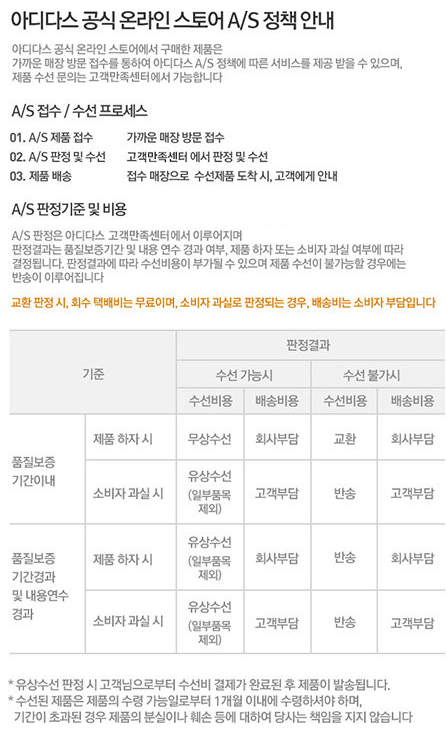 아디다스 공식 온라인 스토어 A/S 정책 안내
아디다스 공식 온라인 스토어에서 구매한 제품은
가까운 매장 방문 접수를 통하여 아디다스 A/S 정책에 따른 서비스를 제공 받을 수 있으며,
제품 수선 문의는 고객만족센터에서 가능합니다
A/S 접수 / 수선 프로세스
01. A/S 제품 접수 가까운 매장 방문 접수
02. A/S 판정 및 수선 고객만족센터 에서 판정 및 수선
03. 제품 배송 접수 매장으로 수선제품 도착 시, 고객에게 안내
A/S 판정기준 및 비용
A/S 판정은 아디다스 고객만족센터 에서 이루어지며
판정결과는 품질보증기간 및 내용 연수 경과 여부, 제품 하자 또는 소비자 과실 여부에 따라
결정됩니다. 판정결과에 따라 수선비용이 부가될 수 있으며 제품 수선이 불가능할 경우에는
반송이 이루어집니다
교환 판정 시, 회수 택배비는 무료이며, 소비자 과실로 판정되는 경우, 배송비는 소비자 부담입니다
기준 판정결과
수선 가능시 수선 불가시
수선비용 배송비용 수선비용 배송비용
품질보증
기간이내
제품 하자 시 무상수선 회사부담 교환 회사부담
소비자 과실 시 유상수선
(일부품목
제외)
고객부담 반송 고객부담
품질보증
기간경과
및 내용연수
경과
제품 하자 시 유상수선
(일부품목
제외)
회사부담 반송 회사부담
소비자 과실 시 유상수선
(일부품목
제외)
고객부담 반송 고객부담
* 유상수선 판정 시 고객님으로부터 수선비 결제가 완료된 후 제품이 발송됩니다.
* 수선된 제품은 제품의 수령 가능일로부터 1개월 이내에 수령하셔야 하며,
기간이 초과된 경우 제품의 분실이나 훼손 등에 대하여 당사는 책임을 지지 않습니다